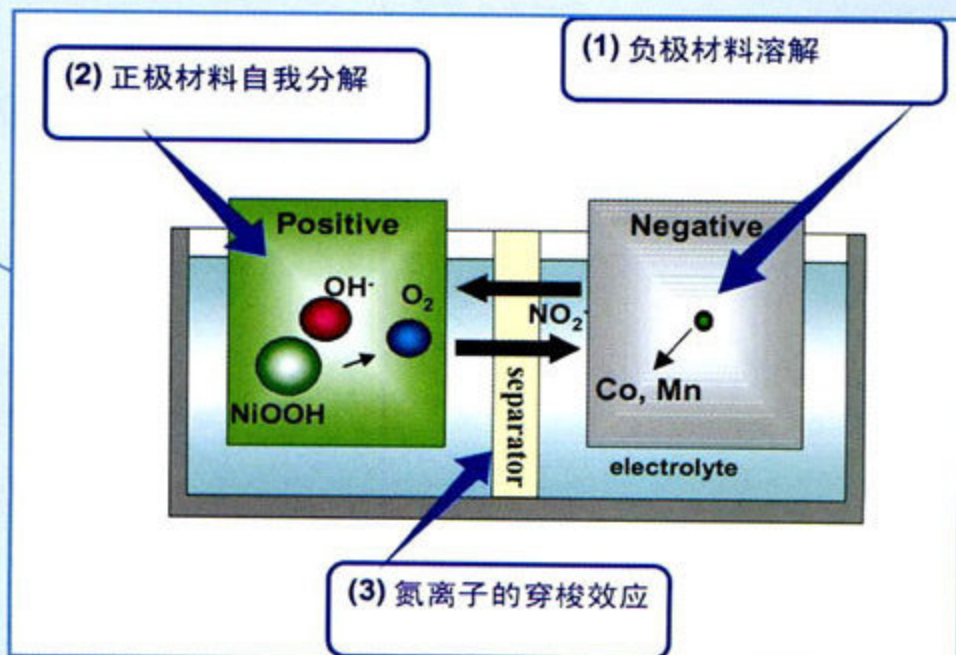 (1) 负极材料溶解
(2) 正极材料自我分解
Positive
Negative
OH-
O2
NO2-
NiOOH
Co, Mn
separator
electrolyte
(3) 氮离子的穿梭效应